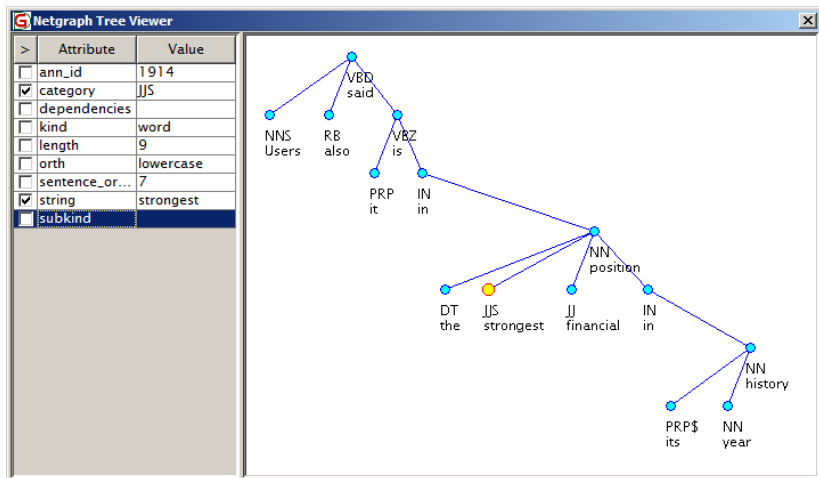 Netgraph Tree Viewer
> Attribute Value
ann_id 1914
category JJS
dependencies
kind word
length 9
orth lowercase
sentence_or... 7
string strongest
subkind
VBD
said
NNS RB VBZ
Users also is
PRP IN
it in
NN
position
DT JJS JJ IN
the strongest financial in
NN
history
PRP$ NN
its year